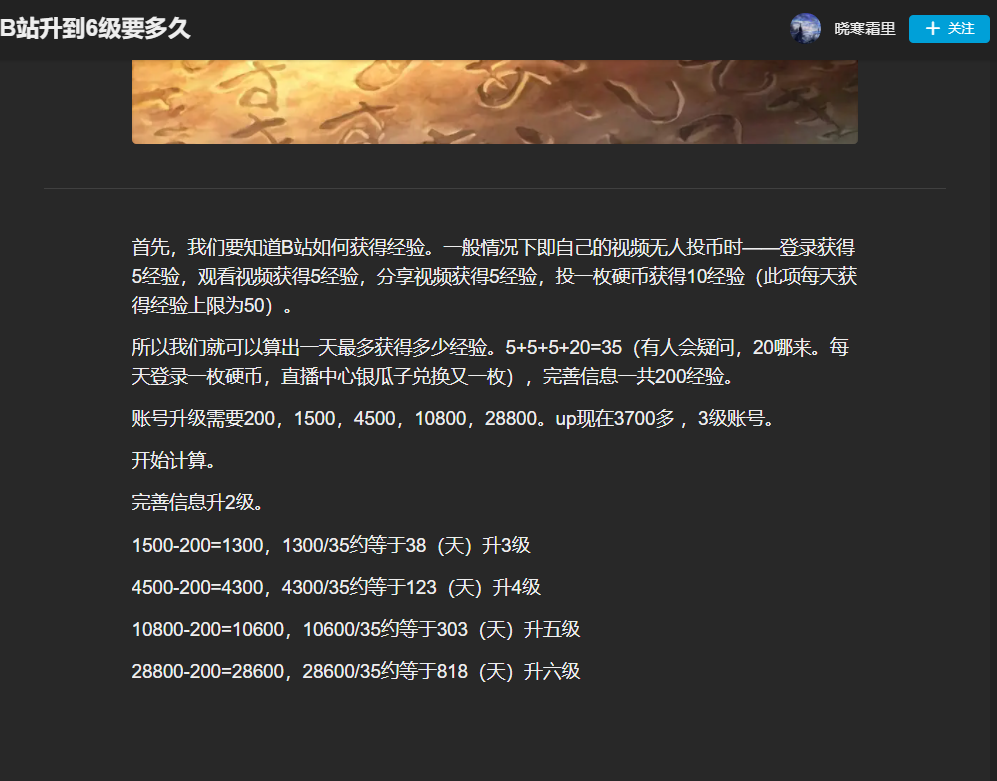 B站升到6级要多久
晓寒霜里
+ 关注
首先，我们要知道B站如何获得经验。一般情况下即自己的视频无人投币时——登录获得
5经验，观看视频获得5经验，分享视频获得5经验，投一枚硬币获得10经验（此项每天获
得经验上限为50）。
所以我们就可以算出一天最多获得多少经验。5+5+5+20=35（有人会疑问，20哪来。每
天登录一枚硬币，直播中心银瓜子兑换又一枚），完善信息一共200经验。
账号升级需要200，1500，4500，10800，28800。up现在3700多 ，3级账号。
开始计算。
完善信息升2级。
1500-200=1300，1300/35约等于38（天）升3级
4500-200=4300，4300/35约等于123（天）升4级
10800-200=10600，10600/35约等于303（天）升五级
28800-200=28600，28600/35约等于818（天）升六级